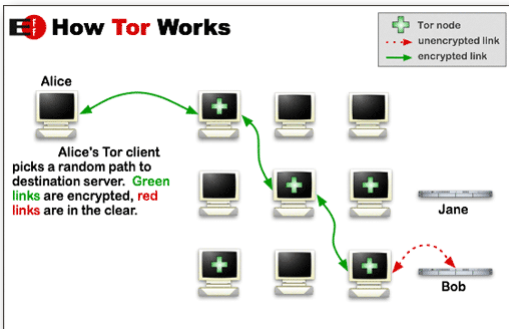 EFF How Tor Works
Tor node
unencrypted link
encrypted link
Alice
Alice's Tor client
picks a random path to
destination server. Green
links are encrypted, red
links are in the clear.
Jane
Bob